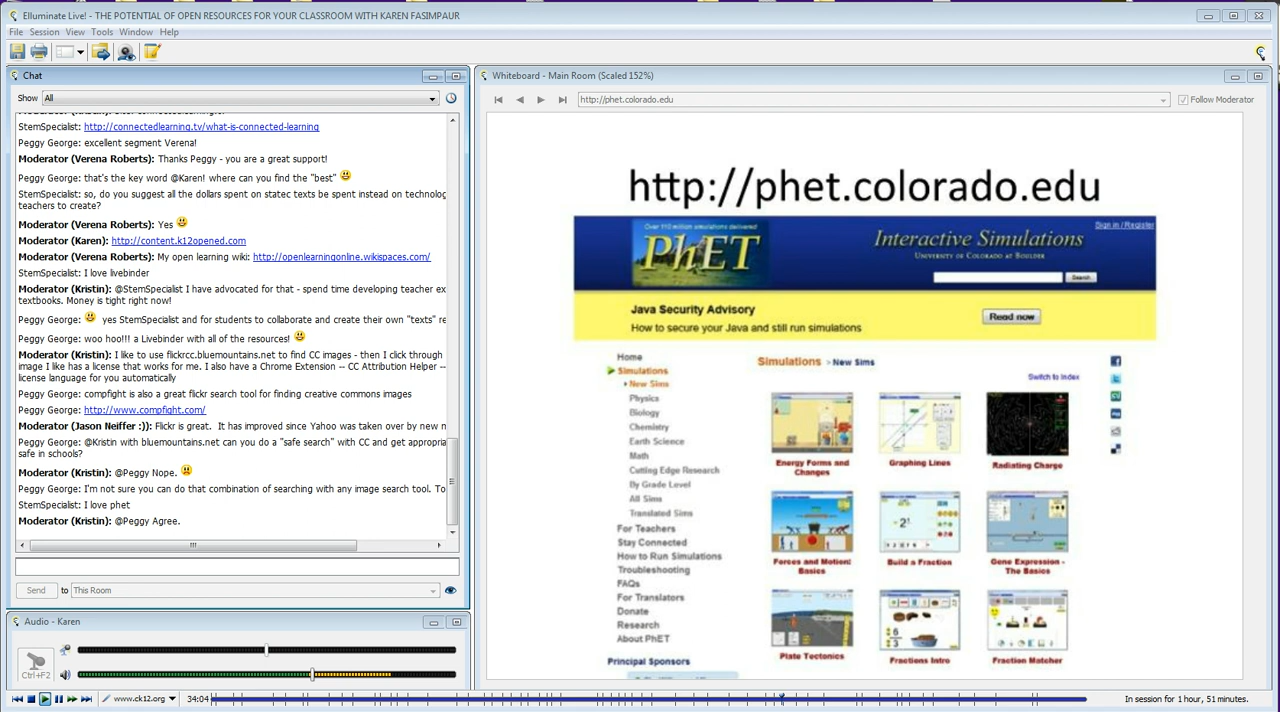 Elluminate Live! - THE POTENTIAL OF OPEN RESOURCES FOR YOUR CLASSROOM WITH KAREN FASIMPAUR
File Session View Tools Window Help
Chat
Show All
StemSpecialist: http://connectedlearning.tv/what-is-connected-learning
Peggy George: excellent segment Verena!
Moderator (Verena Roberts): Thanks Peggy - you are a great support!
Peggy George: that's the key word @Karen! where can you find the "best"
StemSpecialist: so, do you suggest all the dollars spent on statec texts be spent instead on technolog
teachers to create?
Moderator (Verena Roberts): Yes
Moderator (Karen): http://content.k12opened.com
Moderator (Verena Roberts): My open learning wiki: http://openlearningonline.wikispaces.com/
StemSpecialist: I love livebinder
Moderator (Kristin): @StemSpecialist I have advocated for that - spend time developing teacher ex
textbooks. Money is tight right now!
Peggy George: yes StemSpecialist and for students to collaborate and create their own "texts" re
Peggy George: woo hoo!!! a Livebinder with all of the resources!
Moderator (Kristin): I like to use flickrcc.bluemountains.net to find CC images - then I click through
image I like has a license that works for me. I also have a Chrome Extension -- CC Attribution Helper --
license language for you automatically
Peggy George: compfight is also a great flickr search tool for finding creative commons images
Peggy George: http://www.compfight.com/
Moderator (Jason Neiffer :)): Flickr is great. It has improved since Yahoo was taken over by new n
Peggy George: @Kristin with bluemountains.net can you do a "safe search" with CC and get appropria
safe in schools?
Moderator (Kristin): @Peggy Nope.
Peggy George: I'm not sure you can do that combination of searching with any image search tool. To
StemSpecialist: I love phet
Moderator (Kristin): @Peggy Agree.
Send to This Room
Audio - Karen
Ctrl+F2
Whiteboard - Main Room (Scaled 152%)
http://phet.colorado.edu
Follow Moderator
http://phet.colorado.edu
Over 110 million simulations delivered
PhET
Sign in / Register
Interactive Simulations
University of Colorado at Boulder
Search
Java Security Advisory
How to secure your Java and still run simulations
Read now
Home
Simulations
New Sims
Physics
Biology
Chemistry
Earth Science
Math
Cutting Edge Research
By Grade Level
All Sims
Translated Sims
For Teachers
Stay Connected
How to Run Simulations
Troubleshooting
FAQs
For Translators
Donate
Research
About PhET
Principal Sponsors
Simulations > New Sims
Switch to Index
Energy Forms and
Changes
Graphing Lines
Radiating Charge
Forces and Motion:
Basics
Build a Fraction
Gene Expression -
The Basics
Plate Tectonics
Fractions Intro
Fraction Matcher
www.ck12.org
34:04
In session for 1 hour, 51 minutes.